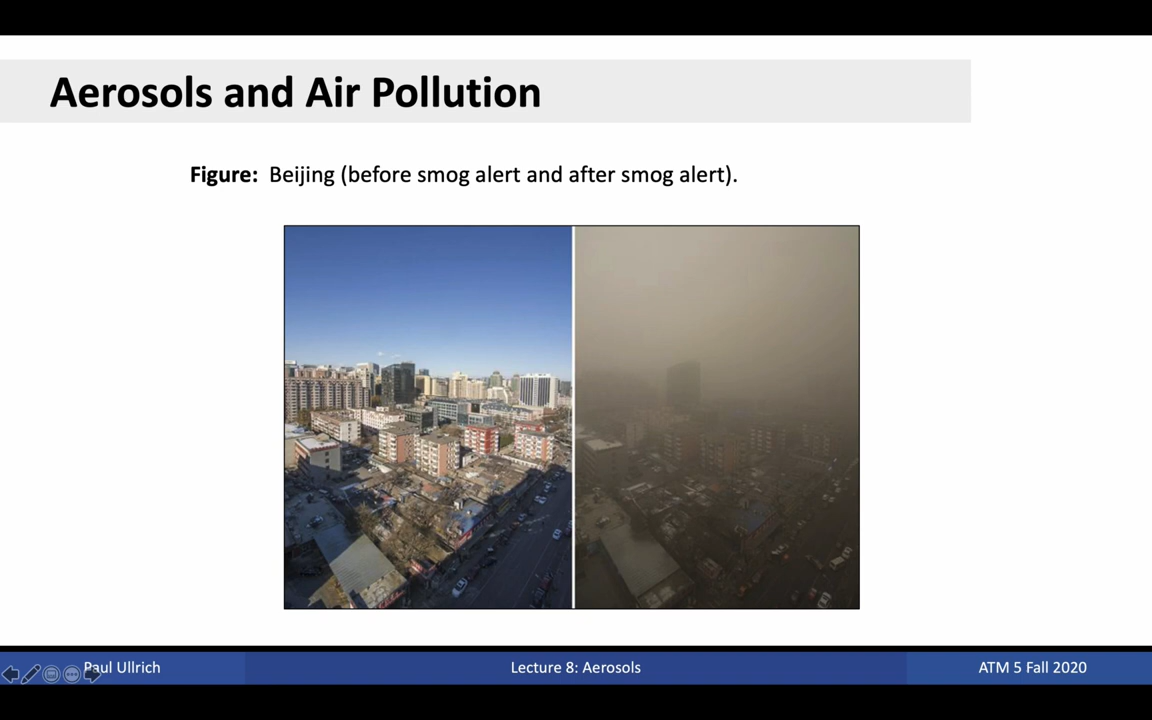 Aerosols and Air Pollution
Figure: Beijing (before smog alert and after smog alert).
Paul Ullrich
Lecture 8: Aerosols
ATM 5 Fall 2020